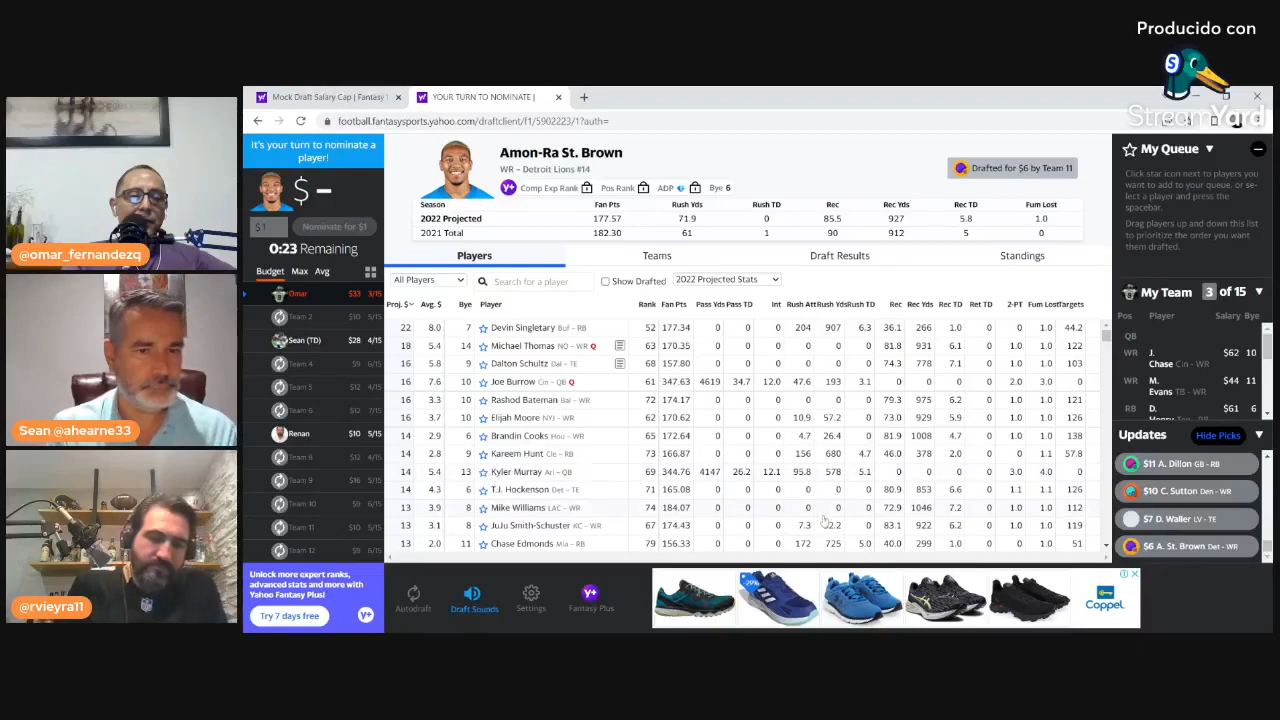 Producido con
S
StreamYard
Mock Draft Salary Cap | Fantasy
YOUR TURN TO NOMINATE |
football.fantasysports.yahoo.com/draftclient/f1/5902223/1?auth=
It's your turn to nominate a
player!
$ –
$1
Nominate for $1
0:23 Remaining
Budget Max Avg
Omar $33 3/15
Team 2 $10 5/15
Sean (TD) $28 4/15
Team 4 $9 6/15
Team 5 $12 4/15
Team 6 $12 7/15
Renan $10 5/15
Team 8 $12 4/15
Team 9 $16 5/15
Team 10 $9 6/15
Team 11 $10 5/15
Team 12 $9 6/15
Unlock more expert ranks,
advanced stats and more with
Yahoo Fantasy Plus!
Try 7 days free
y+
@omar_fernandezq
Sean @ahearne33
@rvieyra11
Amon-Ra St. Brown
WR – Detroit Lions #14
y+ Comp Exp Rank Pos Rank ADP Bye 6
Drafted for $6 by Team 11
Season Fan Pts Rush Yds Rush TD Rec Rec Yds Rec TD Fum Lost
2022 Projected 177.57 71.9 0 85.5 927 5.8 1.0
2021 Total 182.30 61 1 90 912 5 0
Players Teams Draft Results Standings
All Players Search for a player Show Drafted 2022 Projected Stats
Proj. $ Avg. $ Bye Player Rank Fan Pts Pass Yds Pass TD Int Rush Att Rush Yds Rush TD Rec Rec Yds Rec TD Ret TD 2-PT Fum Lost Targets
22 8.0 7 Devin Singletary Buf - RB 52 177.34 0 0 0 204 907 6.3 36.1 266 1.0 0 0 1.0 44.2
18 5.4 14 Michael Thomas NO - WR Q 63 170.35 0 0 0 0 0 0 81.8 931 6.1 0 0 1.0 122
16 5.8 9 Dalton Schultz Dal - TE 68 157.80 0 0 0 0 0 0 74.3 778 7.1 0 0 1.0 103
16 7.6 10 Joe Burrow Cin - QB Q 61 347.63 4619 34.7 12.0 47.6 193 3.1 0 0 0 0 2.0 3.0 0
16 3.3 10 Rashod Bateman Bal - WR 72 174.17 0 0 0 0 0 0 79.3 975 6.2 0 0 1.0 121
16 3.7 10 Elijah Moore NYJ - WR 62 170.62 0 0 0 10.9 57.2 0 73.0 929 5.9 0 1.0 1.0 126
14 2.9 6 Brandin Cooks Hou - WR 65 172.64 0 0 0 4.7 26.4 0 81.9 1008 4.7 0 1.0 1.0 138
14 2.8 9 Kareem Hunt Cle - RB 73 166.87 0 0 0 156 680 4.7 46.0 378 2.0 0 0 1.0 60
14 5.4 13 Kyler Murray Ari - QB 69 344.76 4147 26.2 12.1 95.8 578 5.1 0 0 0 0 3.0 4.0 0
14 4.3 6 T.J. Hockenson Det - TE 71 165.08 0 0 0 0 0 0 80.9 853 6.6 0 1.1 1.1 126
13 3.9 8 Mike Williams LAC - WR 74 184.07 0 0 0 0 0 0 72.9 1046 7.2 0 1.0 1.0 112
13 3.1 8 JuJu Smith-Schuster KC - WR 67 174.43 0 0 0 7.3 0 83.1 922 6.2 0 1.0 1.0 119
13 2.0 11 Chase Edmonds Mia - RB 79 156.33 0 0 0 172 725 5.0 40.0 299 1.0 0 0 1.0 51
Autodraft
Draft Sounds
Settings
Fantasy Plus
Coppel
My Queue
Click star icon next to players
you want to add to your queue, or se-
lect a player and press the
spacebar.
Drag players up and down this list
to prioritize the order you want
them drafted.
My Team 3 of 15
Pos Player Salary Bye
QB
WR J. Chase Cin - WR $62 10
WR M. Evans TB - WR $44 11
RB D. $61 6
Updates Hide Picks
$11 A. Dillon GB - RB
$10 C. Sutton Den - WR
$7 D. Waller LV - TE
$6 A. St. Brown Det - WR